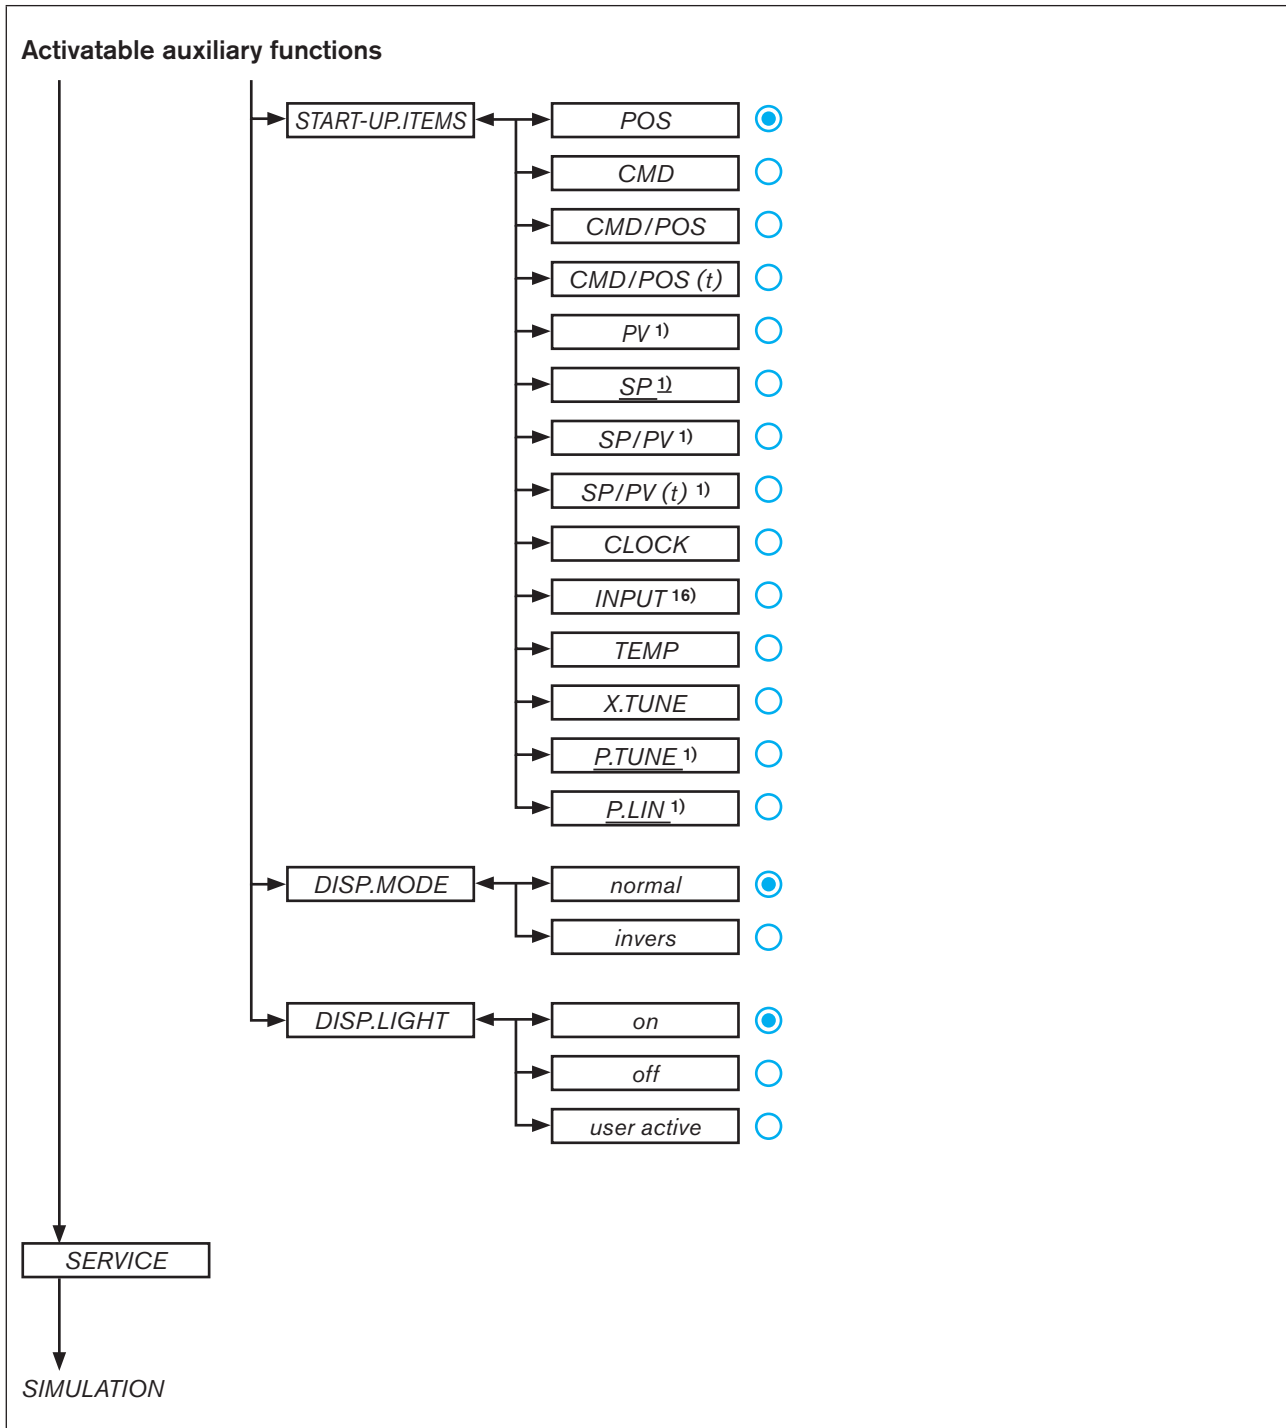 Activatable auxiliary functions
START-UP.ITEMS
POS
CMD
CMD/POS
CMD/POS (t)
PV 1)
SP 1)
SP/PV 1)
SP/PV (t) 1)
CLOCK
INPUT 16)
TEMP
X.TUNE
P.TUNE 1)
P.LIN 1)
DISP.MODE
normal
invers
DISP.LIGHT
on
off
user active
SERVICE
SIMULATION